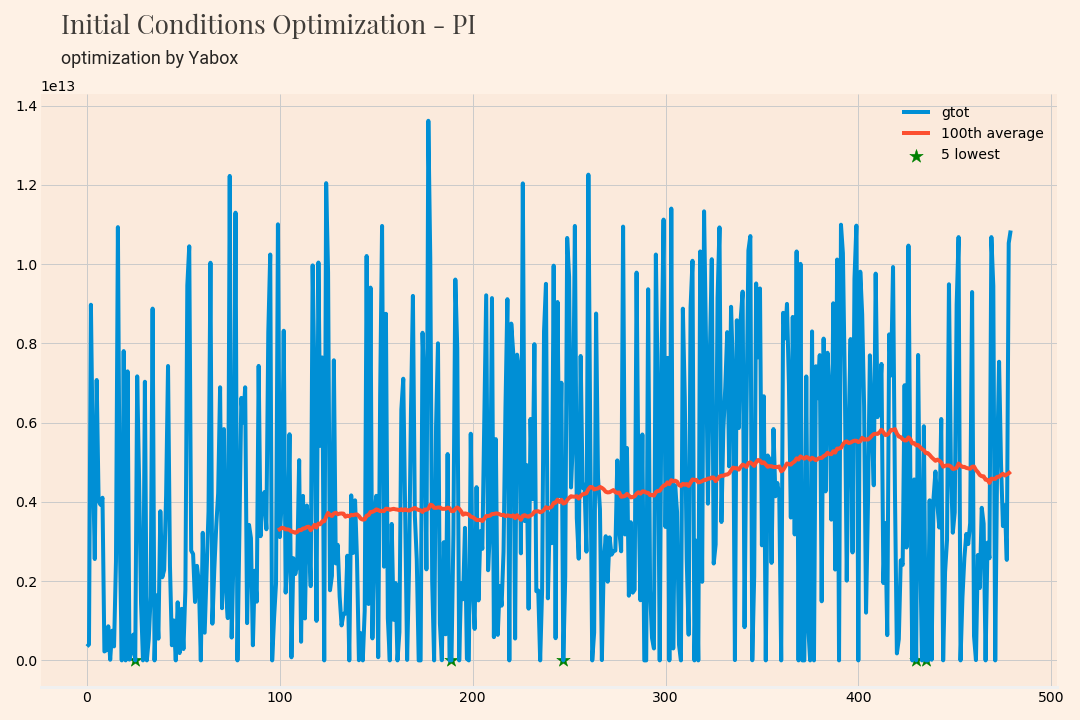 Initial Conditions Optimization - PI
optimization by Yabox
1e13
1.4
1.2
1.0
0.8
0.6
0.4
0.2
0.0
gtot
100th average
5 lowest
0 100 200 300 400 500